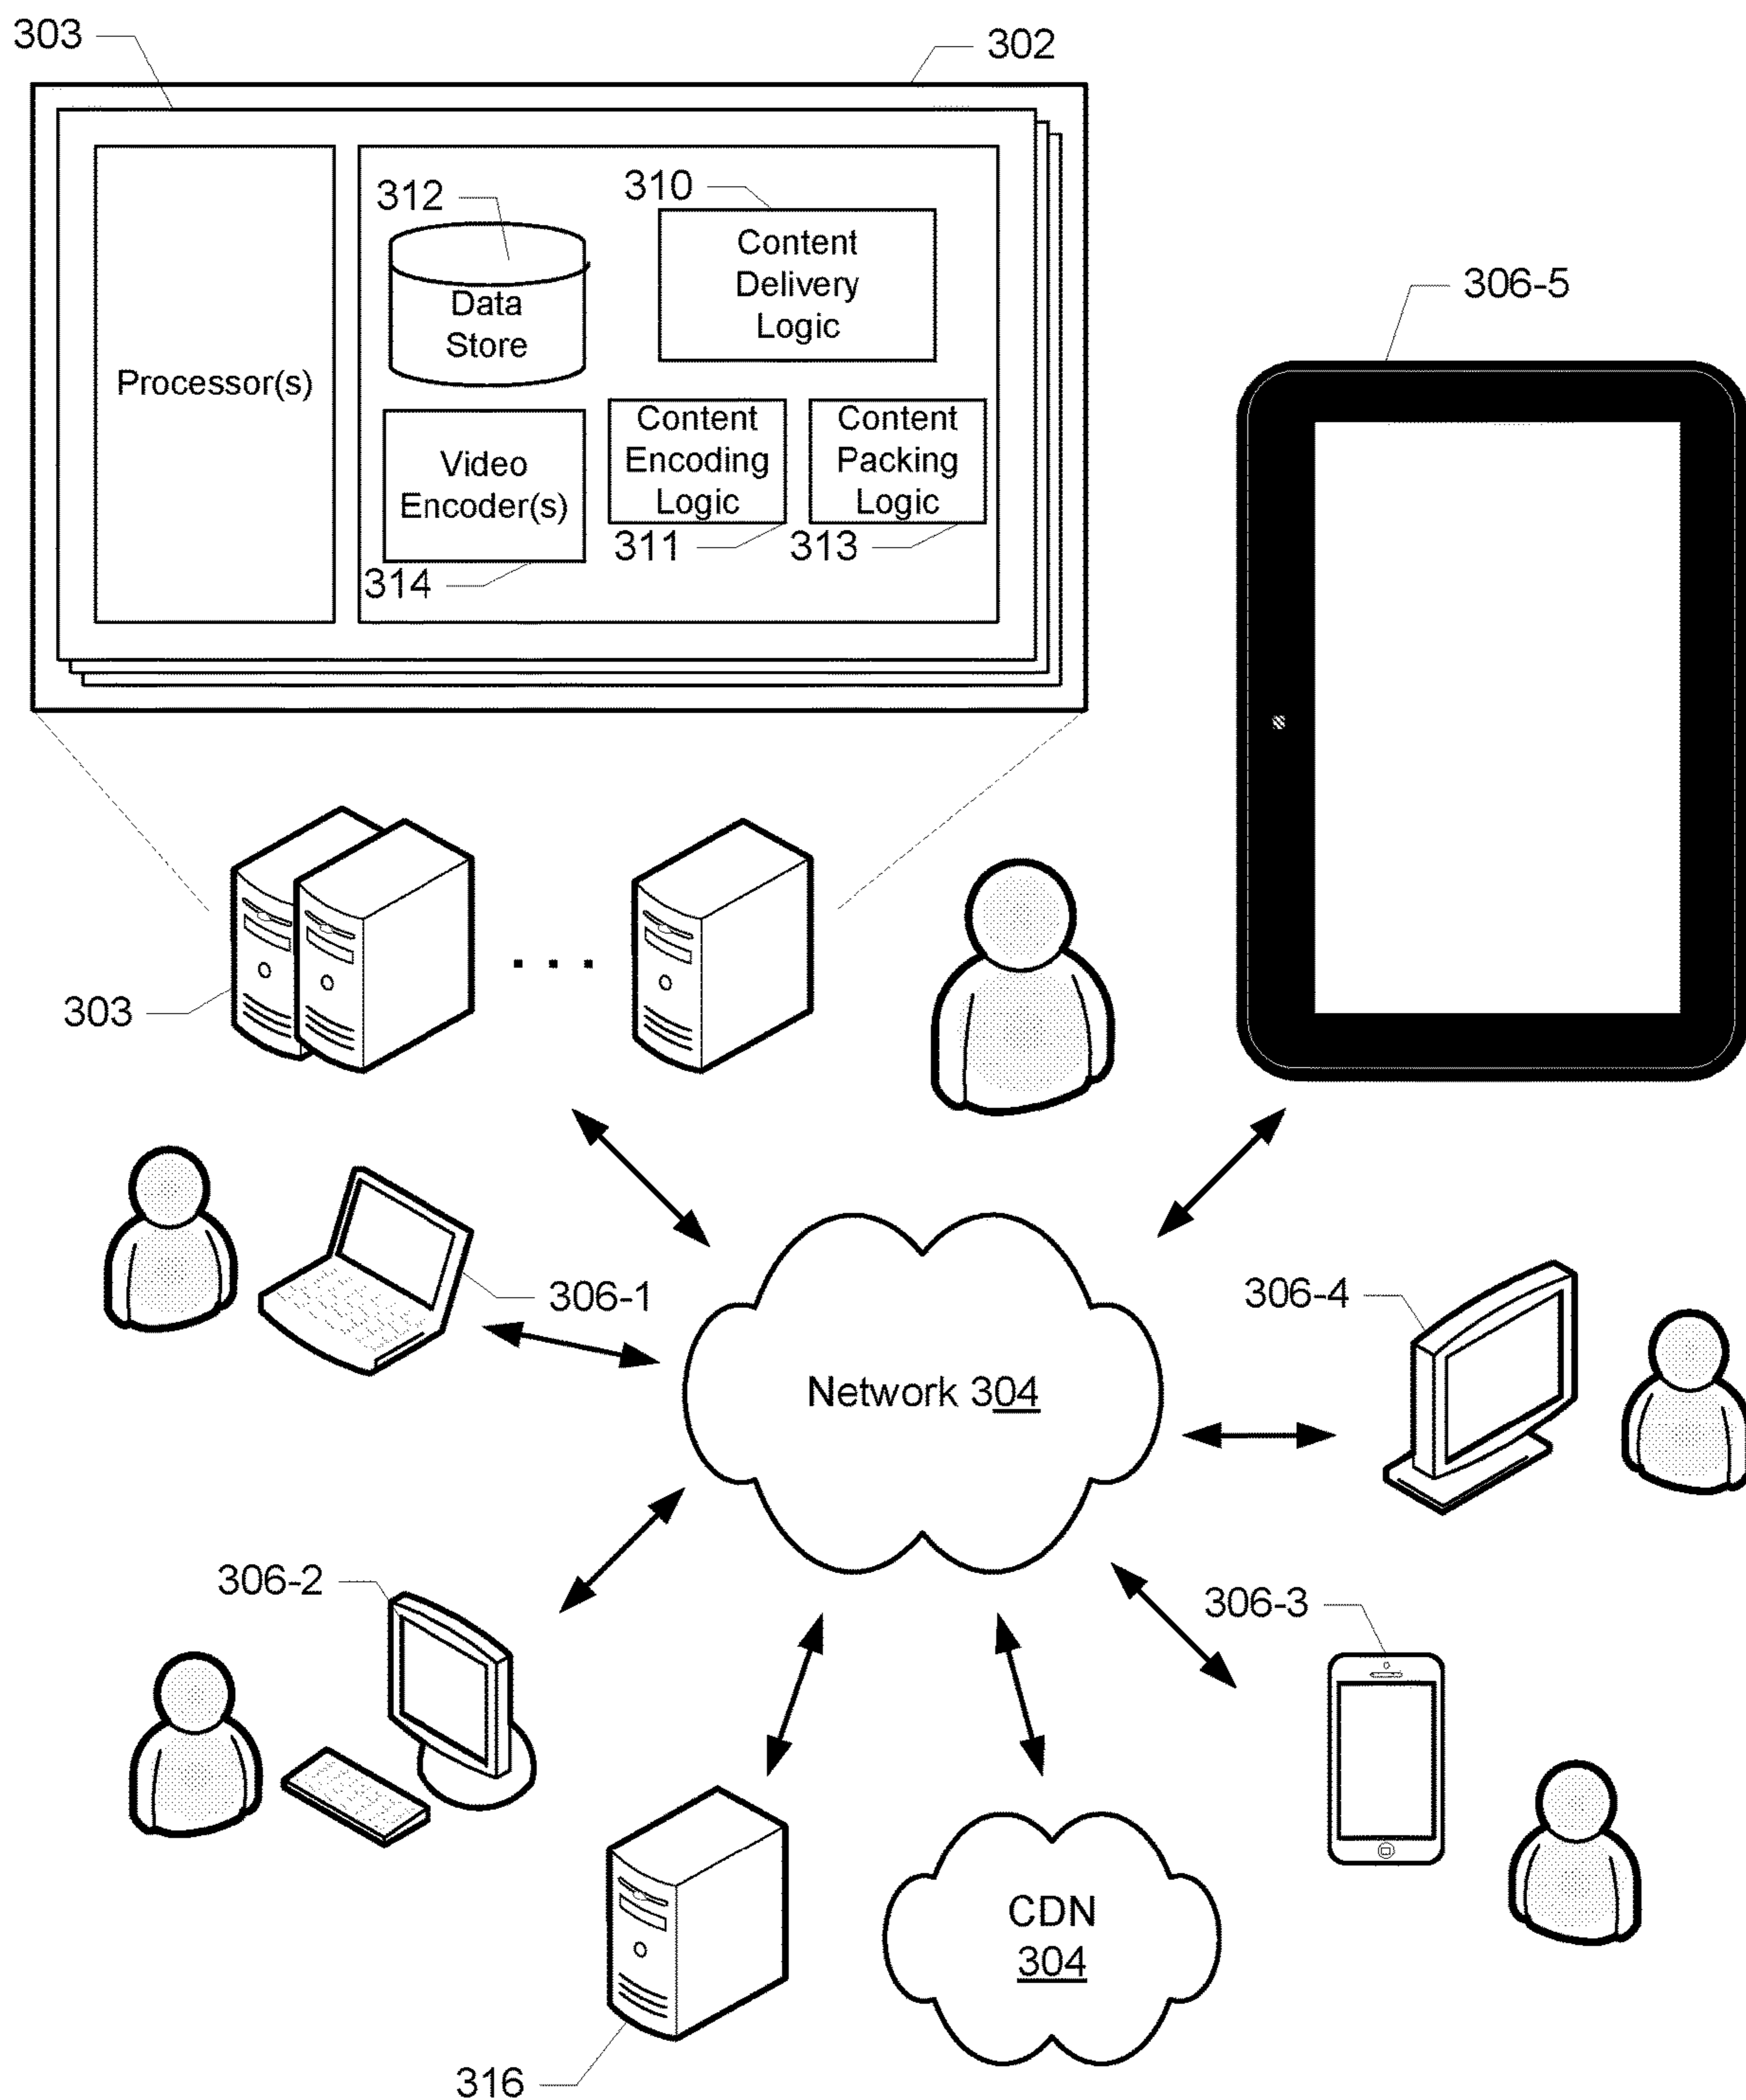 303
302
312
310
Content
Delivery
Logic
Data
Store
306-5
Processor(s)
Video
Encoder(s)
Content
Encoding
Logic
Content
Packing
Logic
311
313
314
303
306-1
306-4
Network 304
306-2
306-3
CDN
304
316